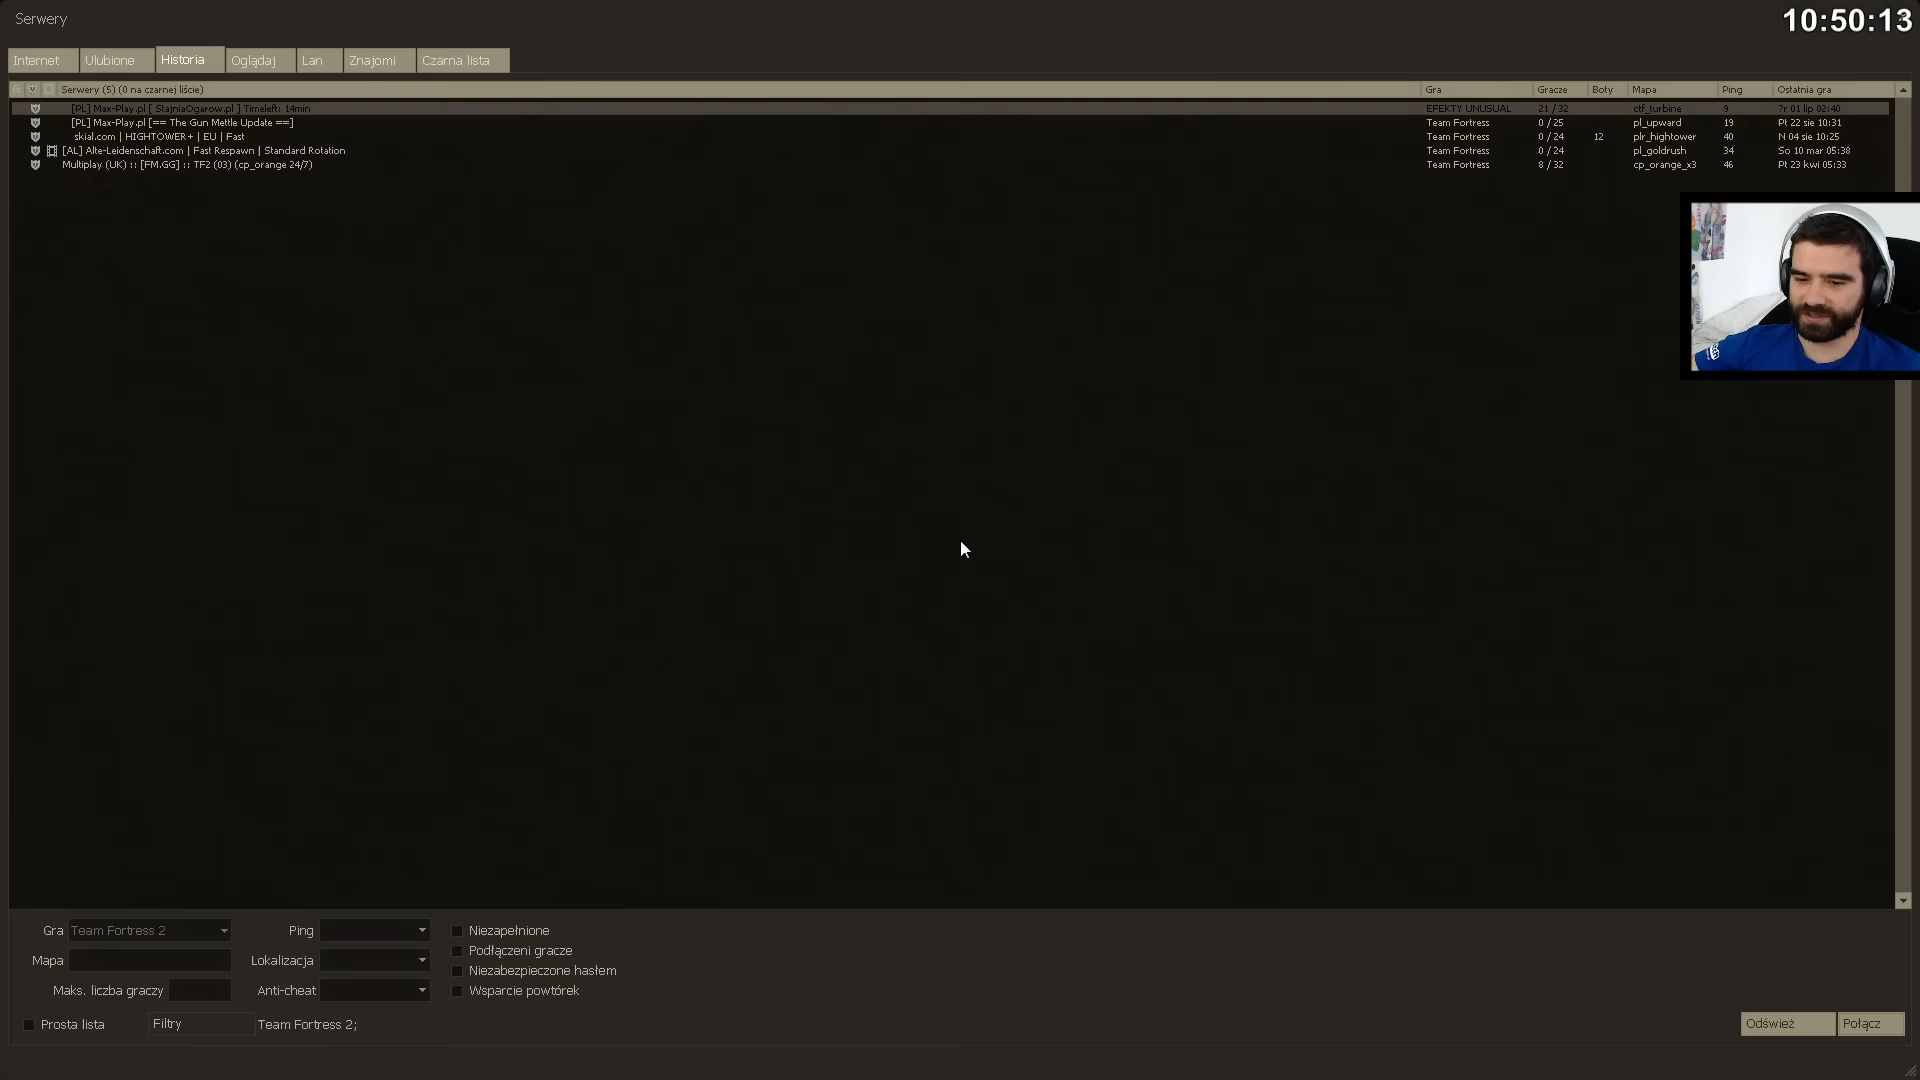 Serwery
10:50:13
Internet Ulubione Historia Oglądaj Lan Znajomi Czarna lista
Serwery (5) (0 na czarnej liście) Gra Gracze Boty Mapa Ping Ostatnia gra
[PL] Max-Play.pl [ StajniaOgarow.pl ] Timeleft: 14min EFEKTY UNUSUAL 21 / 32 ctf_turbine 9 ?r 01 lip 02:40
[PL] Max-Play.pl [== The Gun Mettle Update ==] Team Fortress 0 / 25 pl_upward 19 Pt 22 sie 10:31
skial.com | HIGHTOWER+ | EU | Fast Team Fortress 0 / 24 12 plr_hightower 40 N 04 sie 10:25
[AL] Alte-Leidenschaft.com | Fast Respawn | Standard Rotation Team Fortress 0 / 24 pl_goldrush 34 So 10 mar 05:38
Multiplay (UK) :: [FM.GG] :: TF2 (03) (cp_orange 24/7) Team Fortress 8 / 32 cp_orange_x3 46 Pt 23 kwi 05:33
Gra Team Fortress 2 Ping Niezapełnione
Podłączeni gracze
Mapa Lokalizacja Niezabezpieczone hasłem
Maks. liczba graczy Anti-cheat Wsparcie powtórek
Prosta lista Filtry Team Fortress 2; Odśwież Połącz